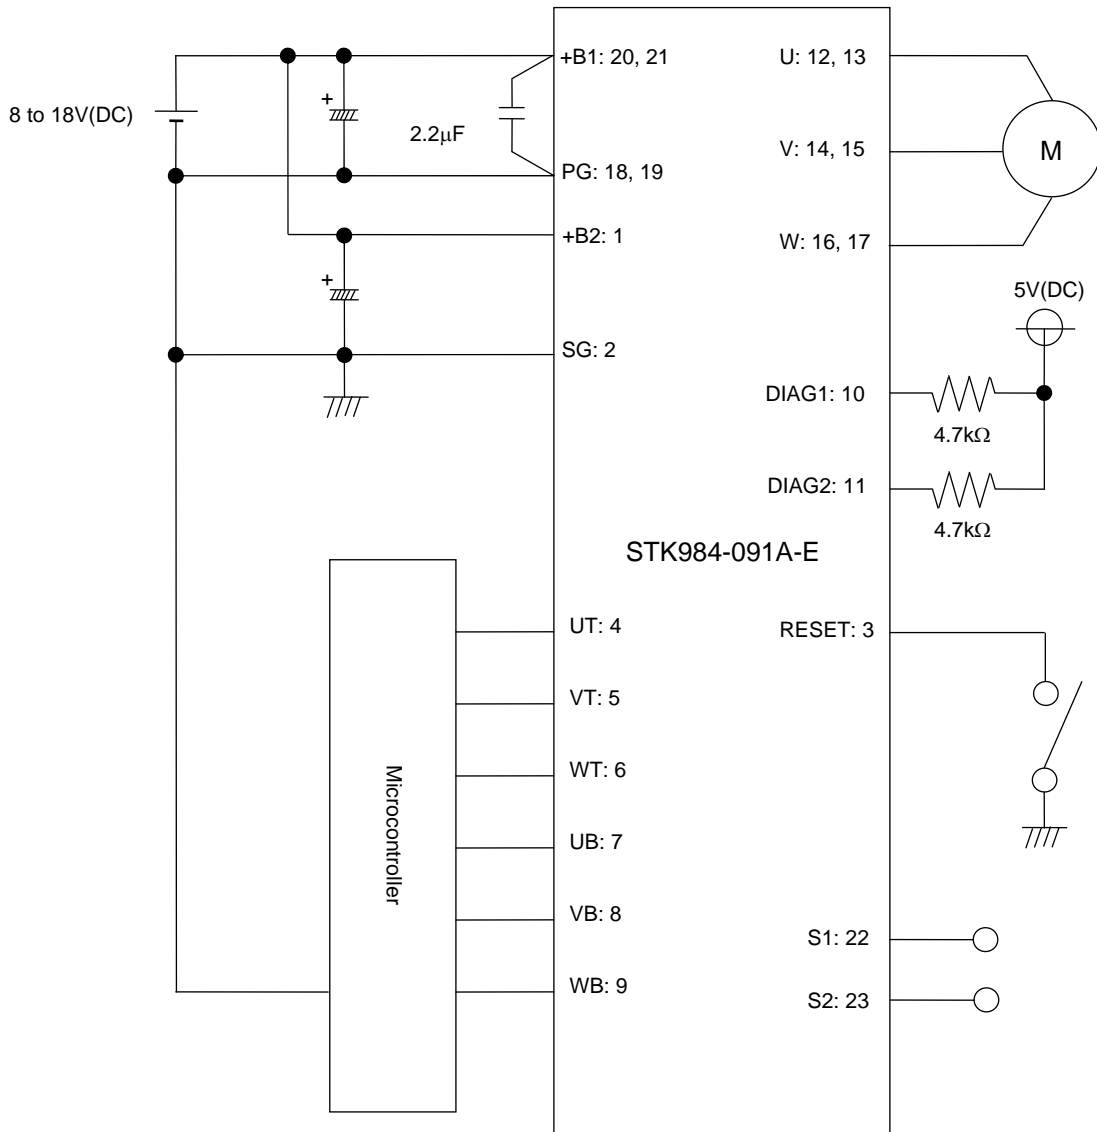 +B1: 20, 21
U: 12, 13
8 to 18V(DC)
+
2.2μF
M
V: 14, 15
PG: 18, 19
+B2: 1
W: 16, 17
+
5V(DC)
SG: 2
DIAG1: 10
4.7kΩ
DIAG2: 11
4.7kΩ
STK984-091A-E
UT: 4
RESET: 3
VT: 5
WT: 6
Microcontroller
UB: 7
VB: 8
S1: 22
WB: 9
S2: 23